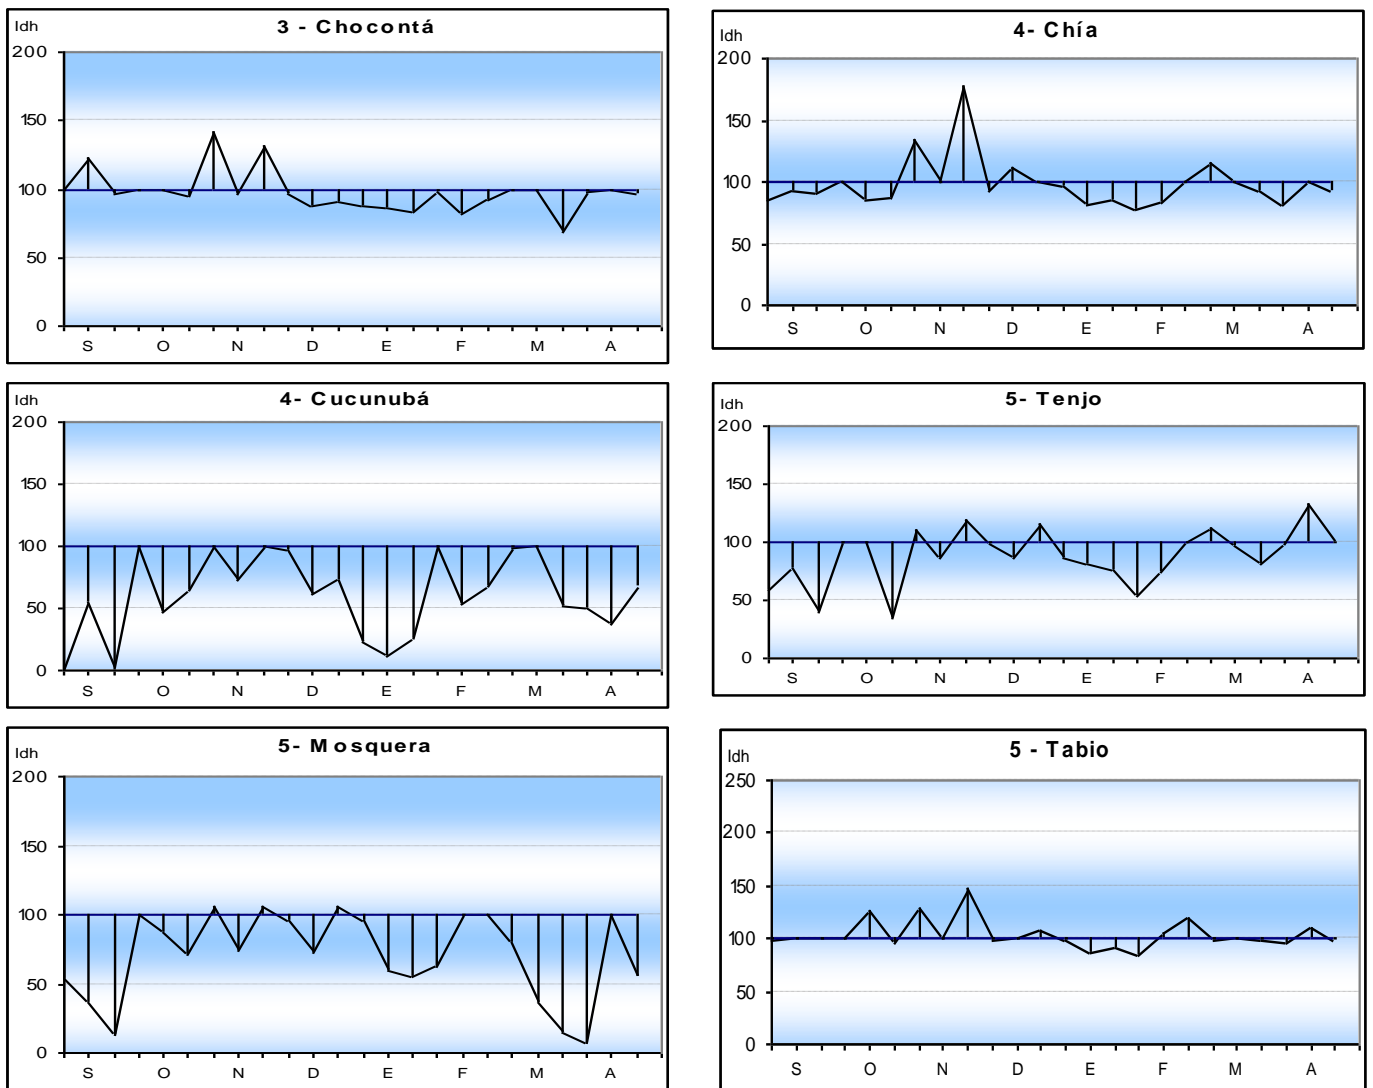 Idh
3 - Chocontá
200
150
100
50
0
S O N D E F M A
Idh
4- Chía
200
150
100
50
0
S O N D E F M A
Idh
4- Cucunubá
200
150
100
50
0
S O N D E F M A
Idh
5- Tenjo
200
150
100
50
0
S O N D E F M A
Idh
5- Mosquera
200
150
100
50
0
S O N D E F M A
Idh
5 - Tabio
250
200
150
100
50
0
S O N D E F M A